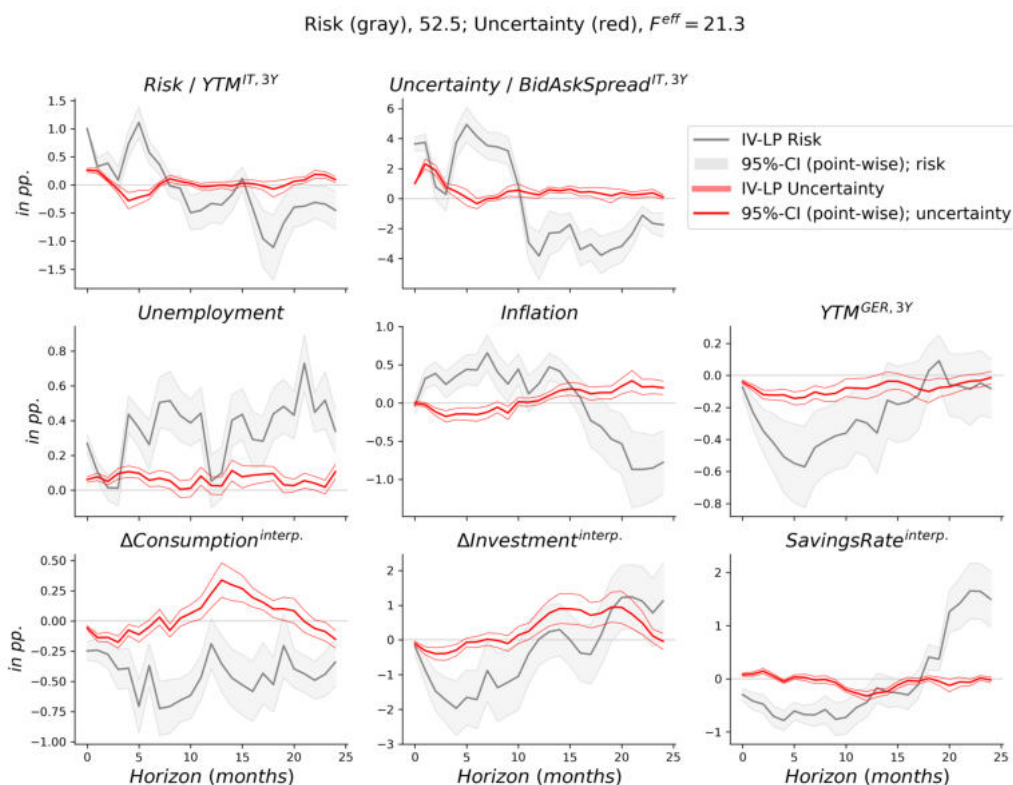 Risk (gray), 52.5; Uncertainty (red), F^eff = 21.3
Risk / YTM^IT, 3Y
Uncertainty / BidAskSpread^IT, 3Y
in pp.
1.5
1.0
0.5
0.0
−0.5
−1.0
−1.5
6
4
2
0
−2
−4
IV-LP Risk
95%-CI (point-wise); risk
IV-LP Uncertainty
95%-CI (point-wise); uncertainty
Unemployment
Inflation
YTM^GER, 3Y
in pp.
0.8
0.6
0.4
0.2
0.0
1.0
0.5
0.0
−0.5
−1.0
0.2
0.0
−0.2
−0.4
−0.6
−0.8
ΔConsumption^interp.
ΔInvestment^interp.
SavingsRate^interp.
in pp.
0.50
0.25
0.00
−0.25
−0.50
−0.75
−1.00
2
1
0
−1
−2
−3
2
1
0
−1
0 5 10 15 20 25
0 5 10 15 20 25
0 5 10 15 20 25
Horizon (months)
Horizon (months)
Horizon (months)